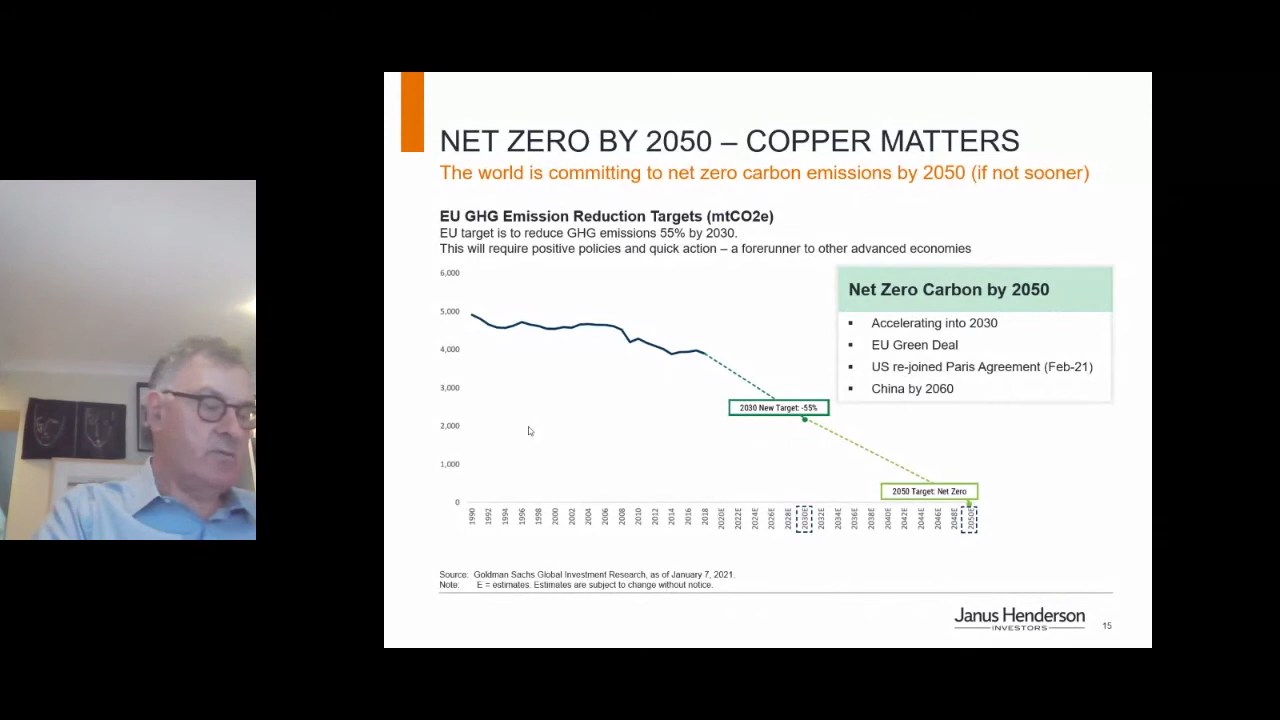 NET ZERO BY 2050 – COPPER MATTERS
The world is committing to net zero carbon emissions by 2050 (if not sooner)
EU GHG Emission Reduction Targets (mtCO2e)
EU target is to reduce GHG emissions 55% by 2030.
This will require positive policies and quick action – a forerunner to other advanced economies
6,000
5,000
4,000
3,000
2,000
1,000
0
2030 New Target: -55%
2050 Target: Net Zero
1990 1992 1994 1996 1998 2000 2002 2004 2006 2008 2010 2012 2014 2016 2018 2020E 2022E 2024E 2026E 2028E 2030E 2032E 2034E 2036E 2038E 2040E 2042E 2044E 2046E 2048E 2050E
Net Zero Carbon by 2050
▪ Accelerating into 2030
▪ EU Green Deal
▪ US re-joined Paris Agreement (Feb-21)
▪ China by 2060
Source: Goldman Sachs Global Investment Research, as of January 7, 2021.
Note: E = estimates. Estimates are subject to change without notice.
Janus Henderson
INVESTORS
15